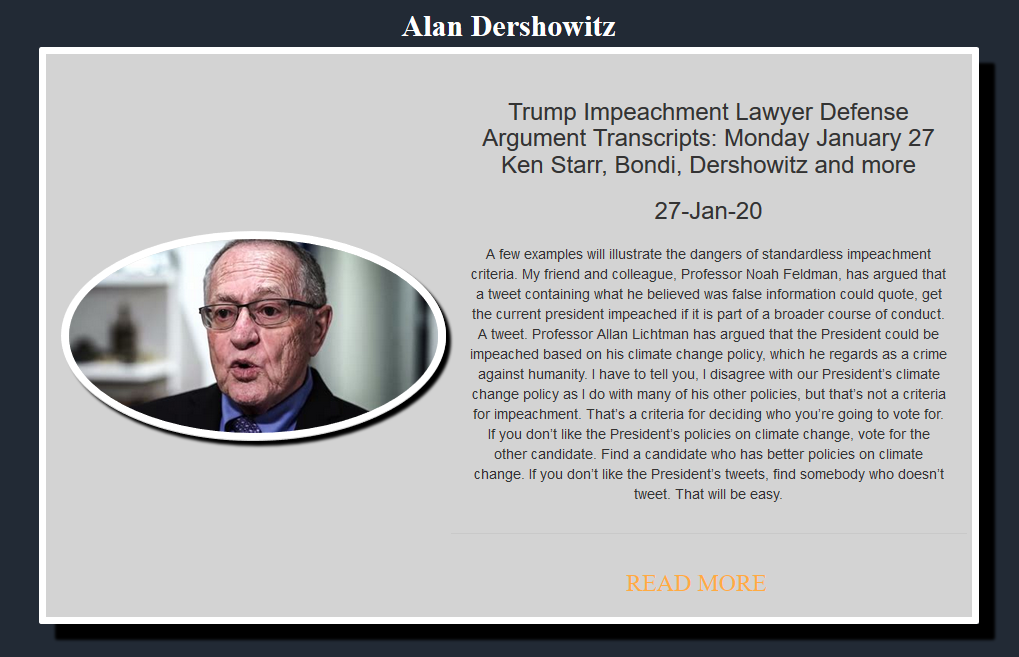 Alan Dershowitz
Trump Impeachment Lawyer Defense
Argument Transcripts: Monday January 27
Ken Starr, Bondi, Dershowitz and more
27-Jan-20
A few examples will illustrate the dangers of standardless impeachment
criteria. My friend and colleague, Professor Noah Feldman, has argued that
a tweet containing what he believed was false information could quote, get
the current president impeached if it is part of a broader course of conduct.
A tweet. Professor Allan Lichtman has argued that the President could be
impeached based on his climate change policy, which he regards as a crime
against humanity. I have to tell you, I disagree with our President’s climate
change policy as I do with many of his other policies, but that’s not a criteria
for impeachment. That’s a criteria for deciding who you’re going to vote for.
If you don’t like the President’s policies on climate change, vote for the
other candidate. Find a candidate who has better policies on climate
change. If you don’t like the President’s tweets, find somebody who doesn’t
tweet. That will be easy.
READ MORE